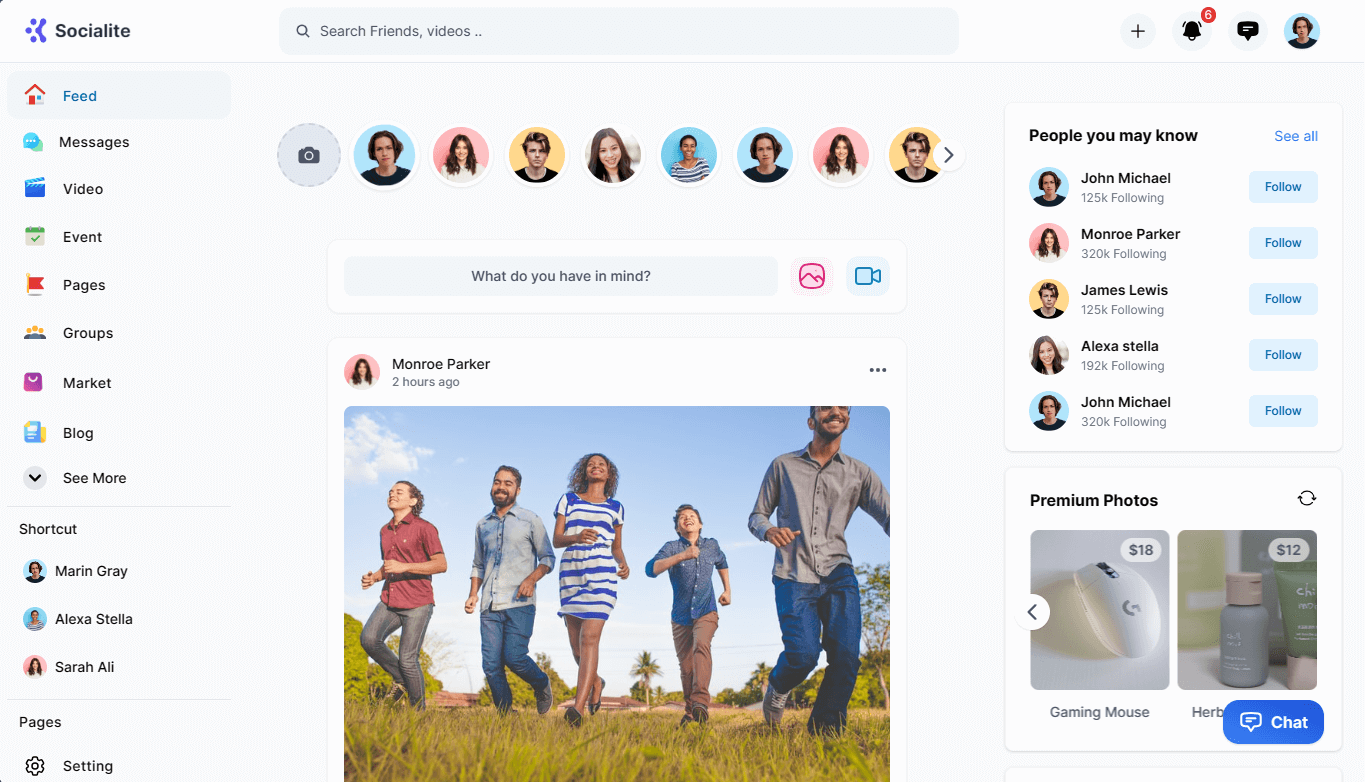 Socialite
Search Friends, videos ..
6
Feed
Messages
Video
Event
Pages
Groups
Market
Blog
See More
Shortcut
Marin Gray
Alexa Stella
Sarah Ali
Pages
Setting
What do you have in mind?
Monroe Parker
2 hours ago
People you may know
See all
John Michael
125k Following
Follow
Monroe Parker
320k Following
Follow
James Lewis
125k Following
Follow
Alexa stella
192k Following
Follow
John Michael
320k Following
Follow
Premium Photos
$18
$12
Gaming Mouse
Herb
Chat